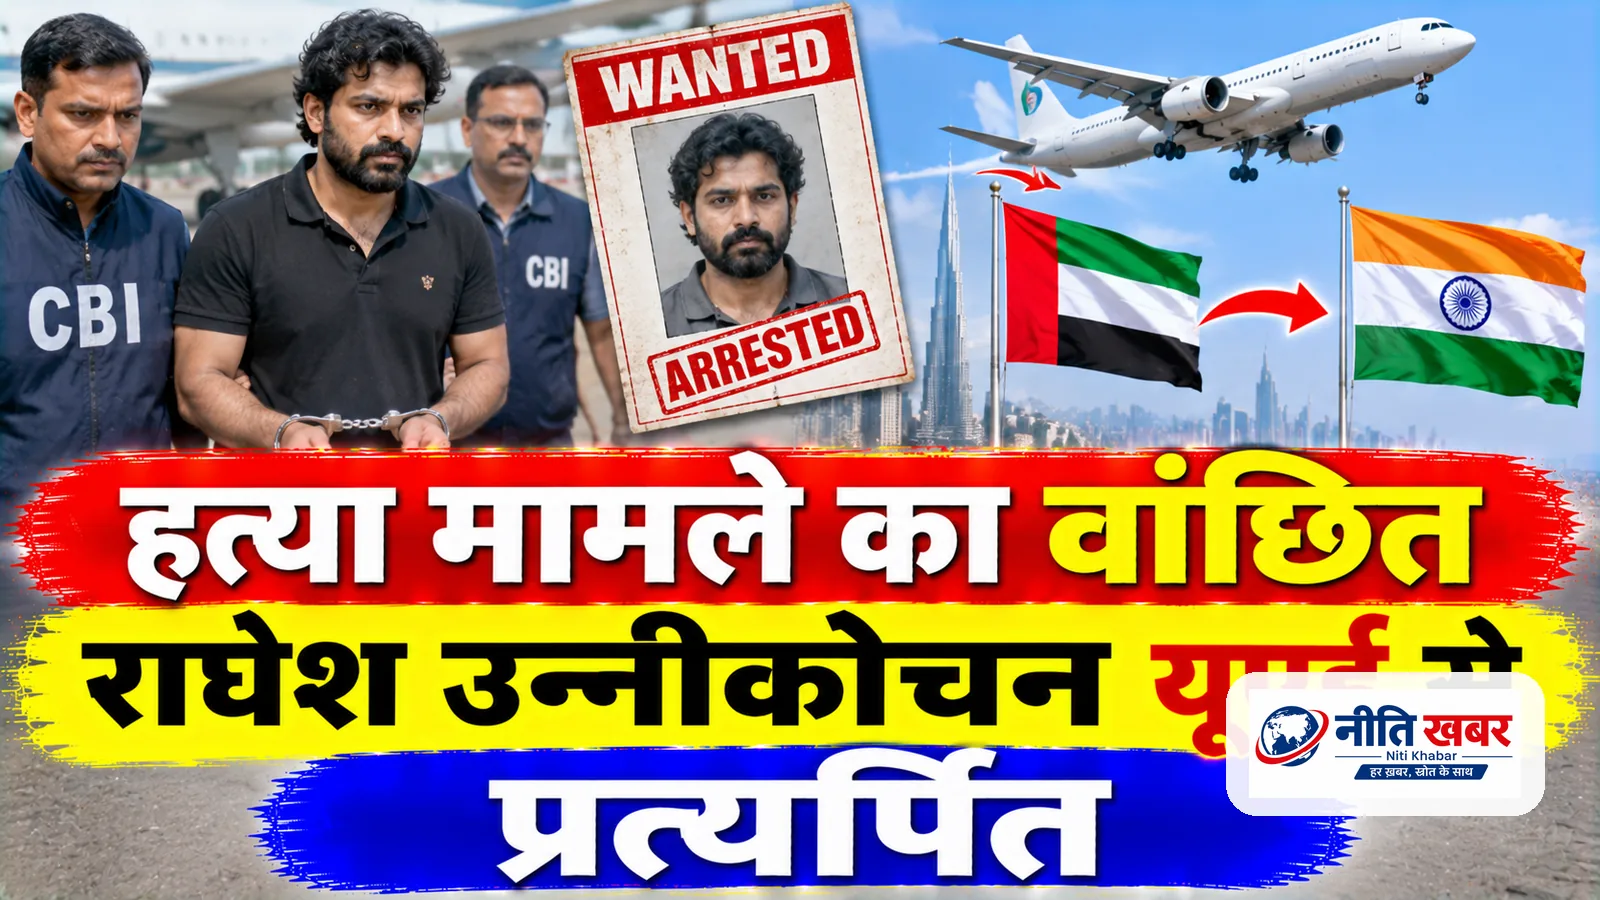 CBI
CBI
WANTED
ARRESTED
हत्या मामले का वांछित
राघेश उन्नीकोचन
प्रत्यर्पित
नीति खबर
Niti Khabar
हर ख़बर, स्रोत के साथ